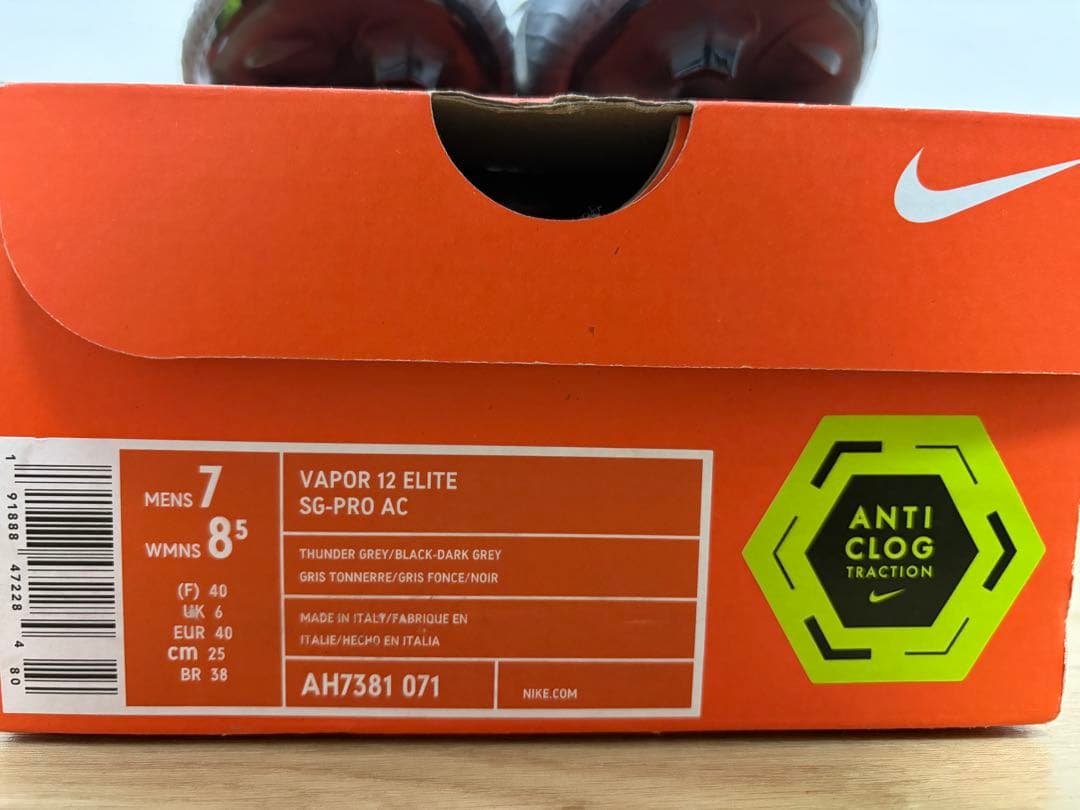 1 91888 47228 4 80
MENS 7
WMNS 8⁵
(F) 40
UK 6
EUR 40
cm 25
BR 38
VAPOR 12 ELITE
SG-PRO AC
THUNDER GREY/BLACK-DARK GREY
GRIS TONNERRE/GRIS FONCE/NOIR
MADE IN ITALY/FABRIQUE EN
ITALIE/HECHO EN ITALIA
AH7381 071
NIKE.COM
ANTI
CLOG
TRACTION